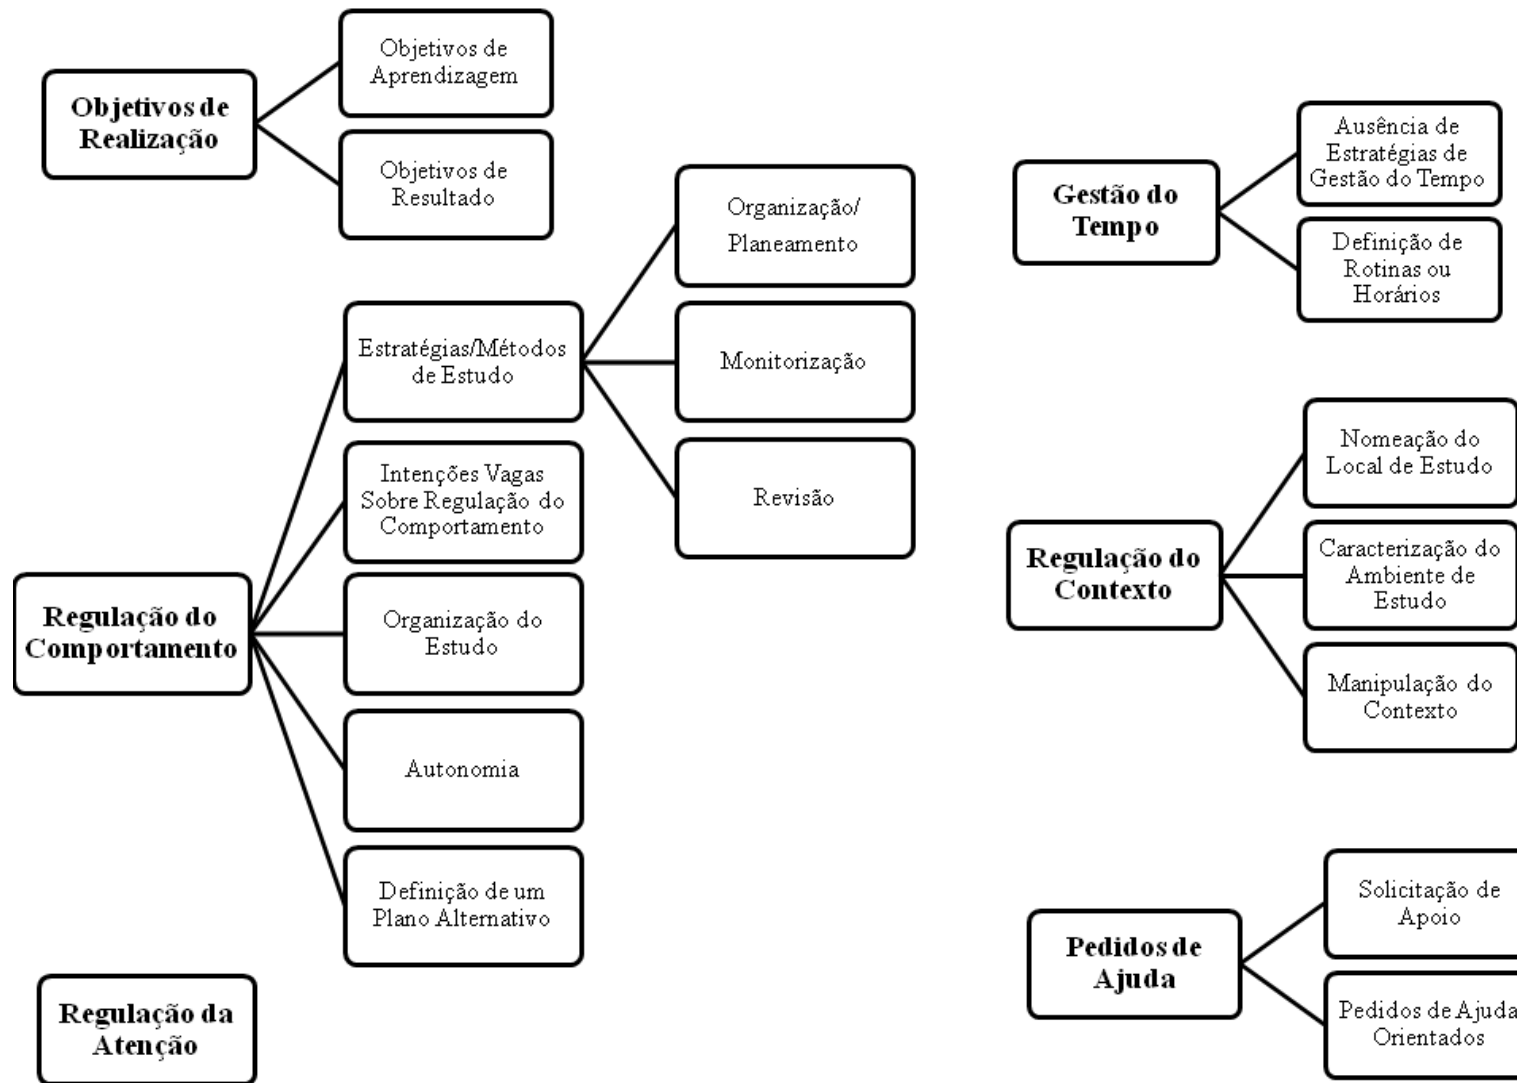 Objetivos de
Realização
Objetivos de
Aprendizagem
Objetivos de
Resultado
Regulação do
Comportamento
Estratégias/Métodos
de Estudo
Organização/
Planeamento
Monitorização
Revisão
Intenções Vagas
Sobre Regulação do
Comportamento
Organização do
Estudo
Autonomia
Definição de um
Plano Alternativo
Regulação da
Atenção
Gestão do
Tempo
Ausência de
Estratégias de
Gestão do Tempo
Definição de
Rotinas ou
Horários
Regulação do
Contexto
Nomeação do
Local de Estudo
Caracterização do
Ambiente de
Estudo
Manipulação do
Contexto
Pedidos de
Ajuda
Solicitação de
Apoio
Pedidos de Ajuda
Orientados